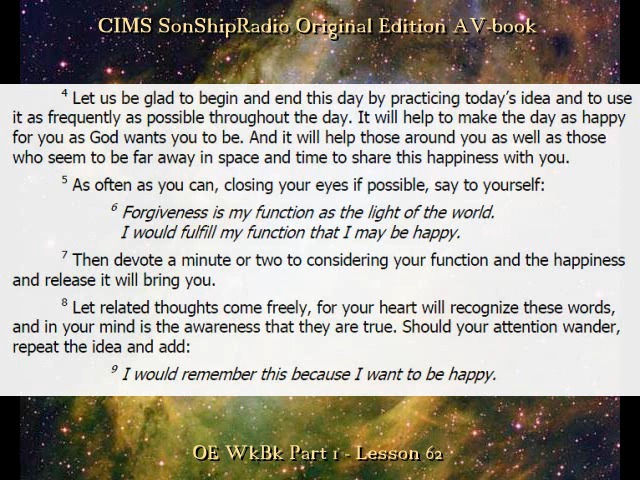 CIMS SonShipRadio Original Edition AV-book
4 Let us be glad to begin and end this day by practicing today's idea and to use
it as frequently as possible throughout the day. It will help to make the day as happy
for you as God wants you to be. And it will help those around you as well as those
who seem to be far away in space and time to share this happiness with you.
5 As often as you can, closing your eyes if possible, say to yourself:
6 Forgiveness is my function as the light of the world.
I would fulfill my function that I may be happy.
7 Then devote a minute or two to considering your function and the happiness
and release it will bring you.
8 Let related thoughts come freely, for your heart will recognize these words,
and in your mind is the awareness that they are true. Should your attention wander,
repeat the idea and add:
9 I would remember this because I want to be happy.
OE WkBk Part 1 - Lesson 62